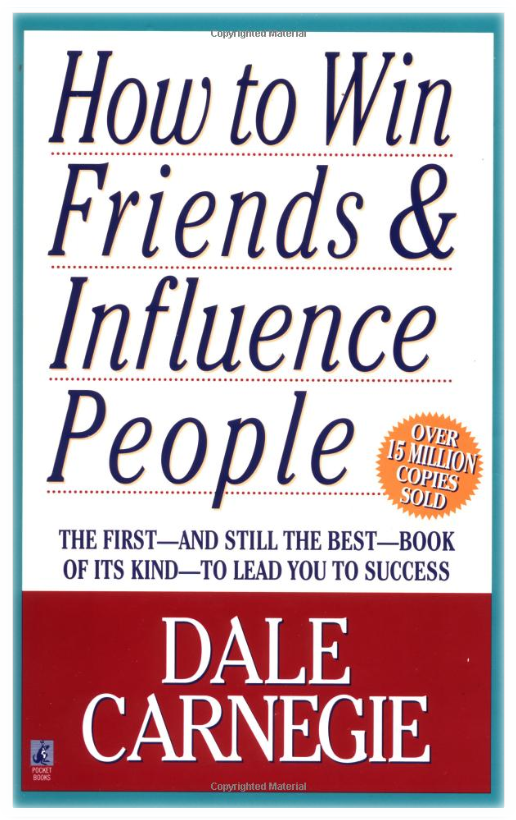 Copyrighted Material
How to Win
Friends &
Influence
People
OVER
15 MILLION
COPIES
SOLD
THE FIRST—AND STILL THE BEST—BOOK
OF ITS KIND—TO LEAD YOU TO SUCCESS
DALE
CARNEGIE
POCKET
BOOKS
Copyrighted Material